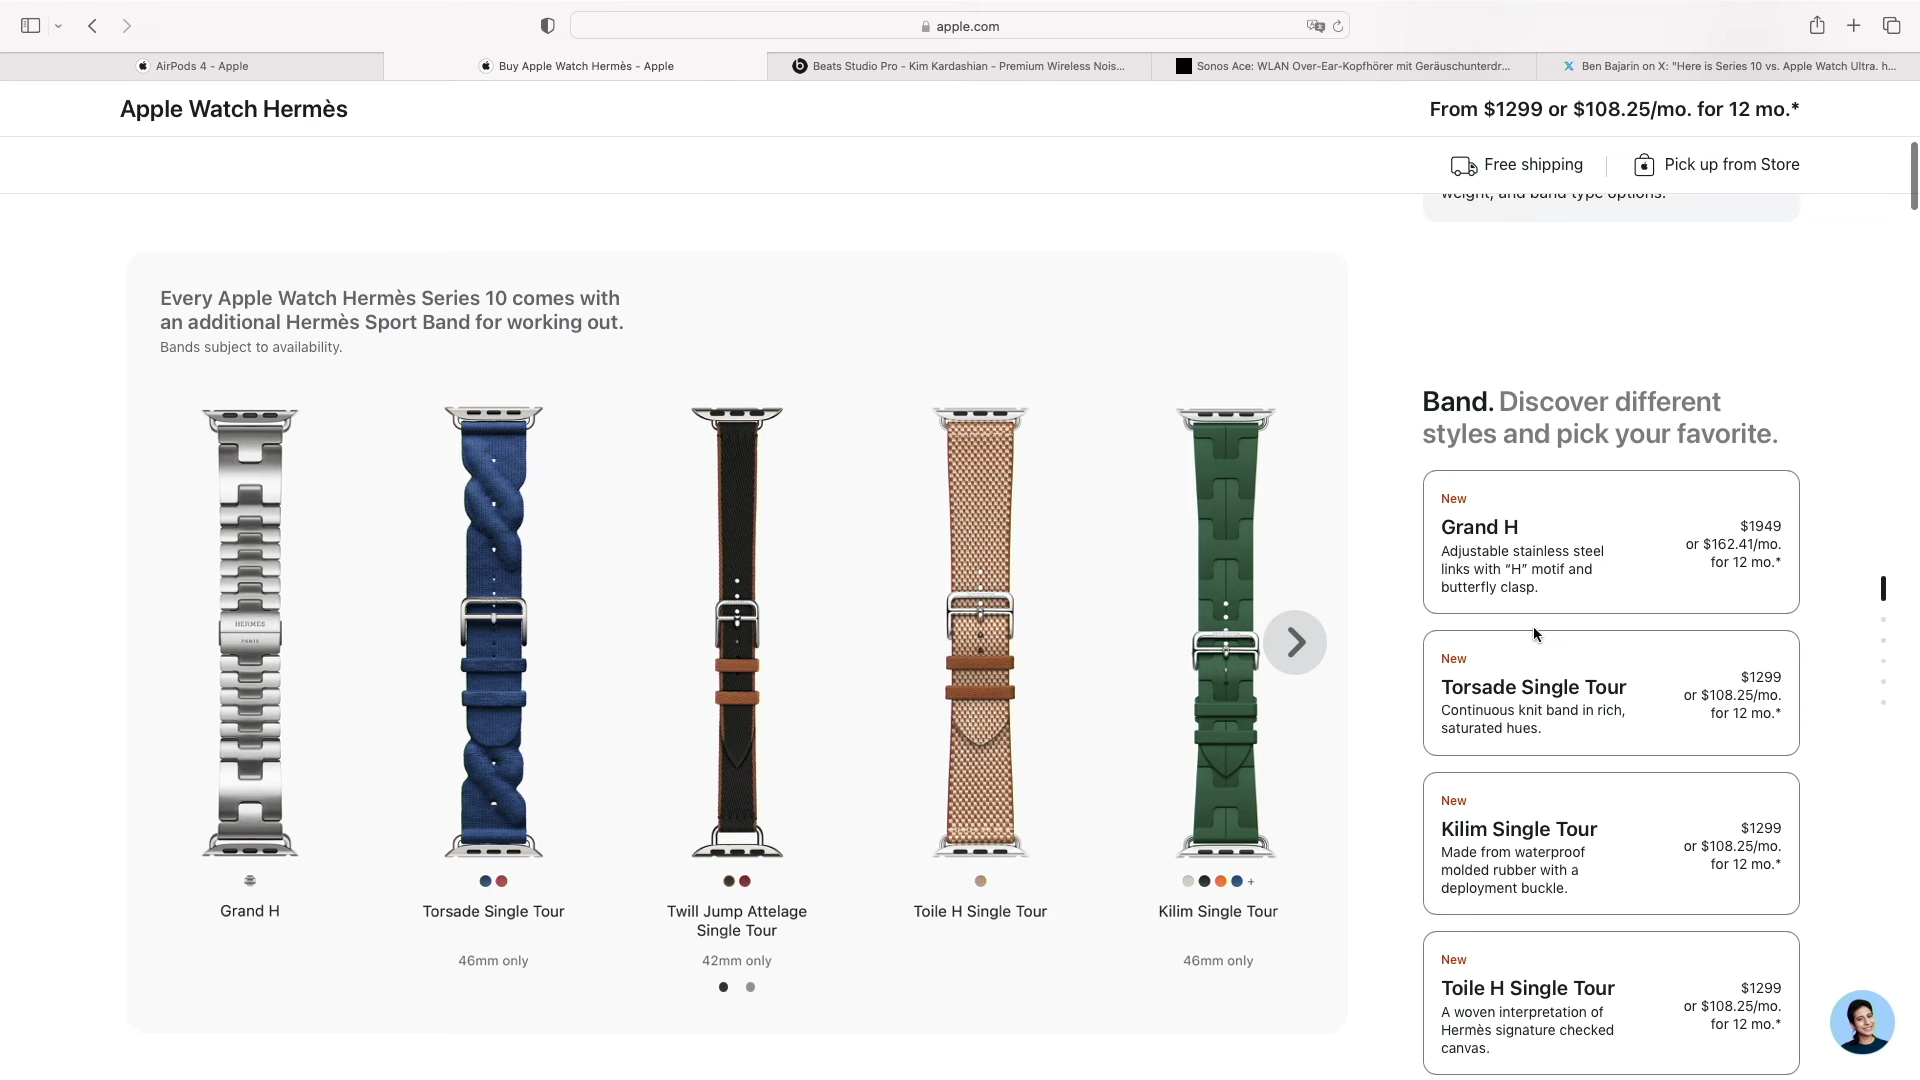 apple.com
AirPods 4 - Apple
Buy Apple Watch Hermès - Apple
Beats Studio Pro - Kim Kardashian - Premium Wireless Nois...
Sonos Ace: WLAN Over-Ear-Kopfhörer mit Geräuschunterdr...
Ben Bajarin on X: "Here is Series 10 vs. Apple Watch Ultra. h...
Apple Watch Hermès
From $1299 or $108.25/mo. for 12 mo.*
Free shipping
Pick up from Store
weight, and band type options.
Every Apple Watch Hermès Series 10 comes with
an additional Hermès Sport Band for working out.
Bands subject to availability.
HERMÈS
PARIS
Grand H
Torsade Single Tour
46mm only
Twill Jump Attelage
Single Tour
42mm only
Toile H Single Tour
+
Kilim Single Tour
46mm only
Band. Discover different
styles and pick your favorite.
New
Grand H
Adjustable stainless steel
links with “H” motif and
butterfly clasp.
$1949
or $162.41/mo.
for 12 mo.*
New
Torsade Single Tour
Continuous knit band in rich,
saturated hues.
$1299
or $108.25/mo.
for 12 mo.*
New
Kilim Single Tour
Made from waterproof
molded rubber with a
deployment buckle.
$1299
or $108.25/mo.
for 12 mo.*
New
Toile H Single Tour
A woven interpretation of
Hermès signature checked
canvas.
$1299
or $108.25/mo.
for 12 mo.*